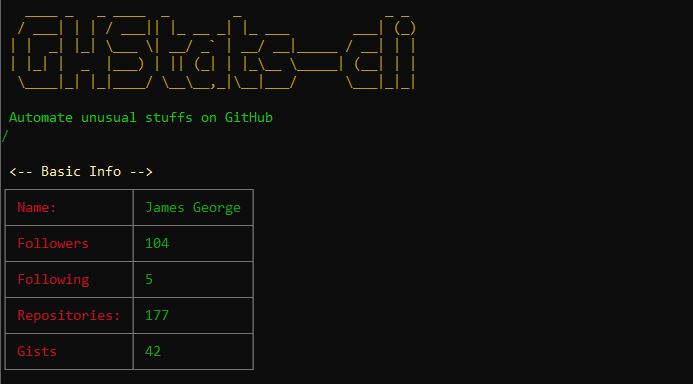 GHStats-cli
Automate unusual stuffs on GitHub
/
<-- Basic Info -->
Name: James George
Followers 104
Following 5
Repositories: 177
Gists 42